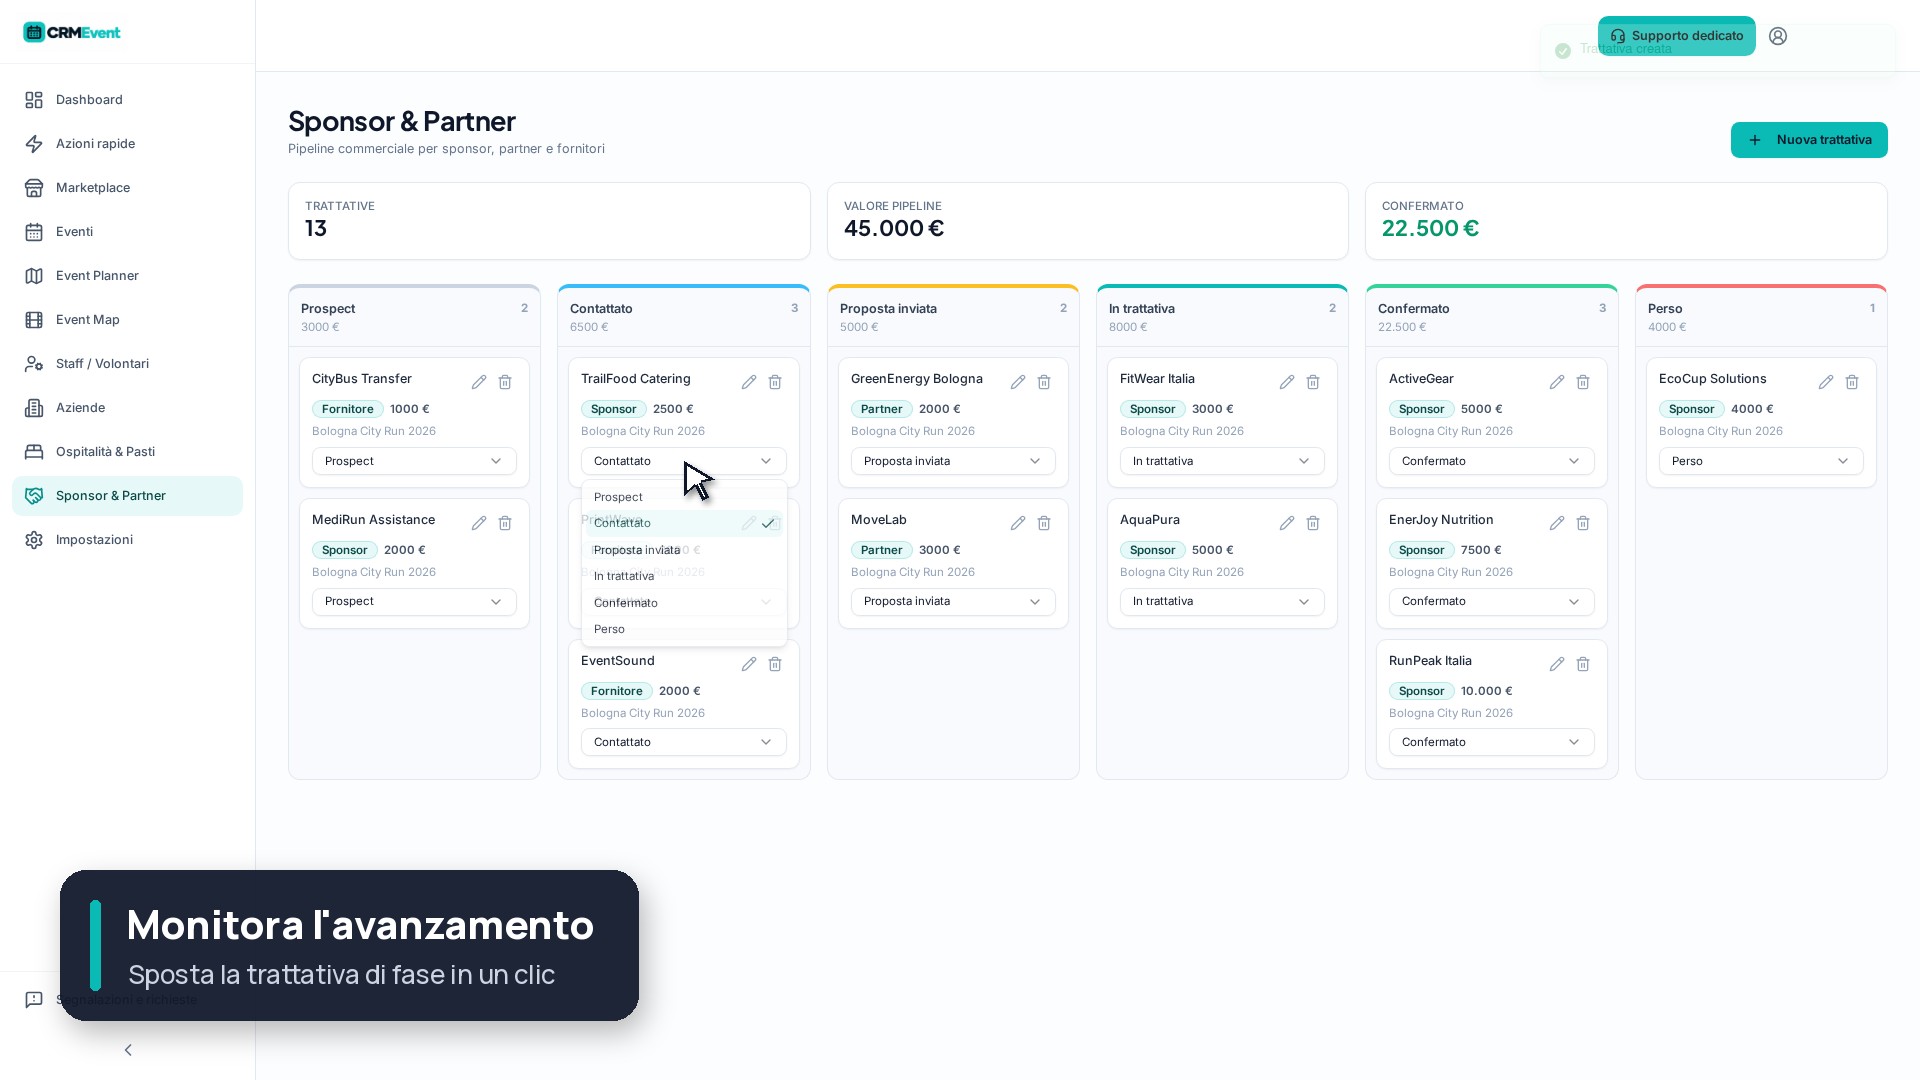 CRMEvent
Supporto dedicato
Trattativa creata
Dashboard
Azioni rapide
Marketplace
Eventi
Event Planner
Event Map
Staff / Volontari
Aziende
Ospitalità & Pasti
Sponsor & Partner
Impostazioni
Segnalazioni e richieste
Sponsor & Partner
Pipeline commerciale per sponsor, partner e fornitori
Nuova trattativa
TRATTATIVE
13
VALORE PIPELINE
45.000 €
CONFERMATO
22.500 €
Prospect 2
3000 €
CityBus Transfer
Fornitore 1000 €
Bologna City Run 2026
Prospect
MediRun Assistance
Sponsor 2000 €
Bologna City Run 2026
Prospect
Contattato 3
6500 €
TrailFood Catering
Sponsor 2500 €
Bologna City Run 2026
Contattato
Prospect
Contattato
Proposta inviata
In trattativa
Confermato
Perso
EventSound
Fornitore 2000 €
Bologna City Run 2026
Contattato
Proposta inviata 2
5000 €
GreenEnergy Bologna
Partner 2000 €
Bologna City Run 2026
Proposta inviata
MoveLab
Partner 3000 €
Bologna City Run 2026
Proposta inviata
In trattativa 2
8000 €
FitWear Italia
Sponsor 3000 €
Bologna City Run 2026
In trattativa
AquaPura
Sponsor 5000 €
Bologna City Run 2026
In trattativa
Confermato 3
22.500 €
ActiveGear
Sponsor 5000 €
Bologna City Run 2026
Confermato
EnerJoy Nutrition
Sponsor 7500 €
Bologna City Run 2026
Confermato
RunPeak Italia
Sponsor 10.000 €
Bologna City Run 2026
Confermato
Perso 1
4000 €
EcoCup Solutions
Sponsor 4000 €
Bologna City Run 2026
Perso
Monitora l'avanzamento
Sposta la trattativa di fase in un clic